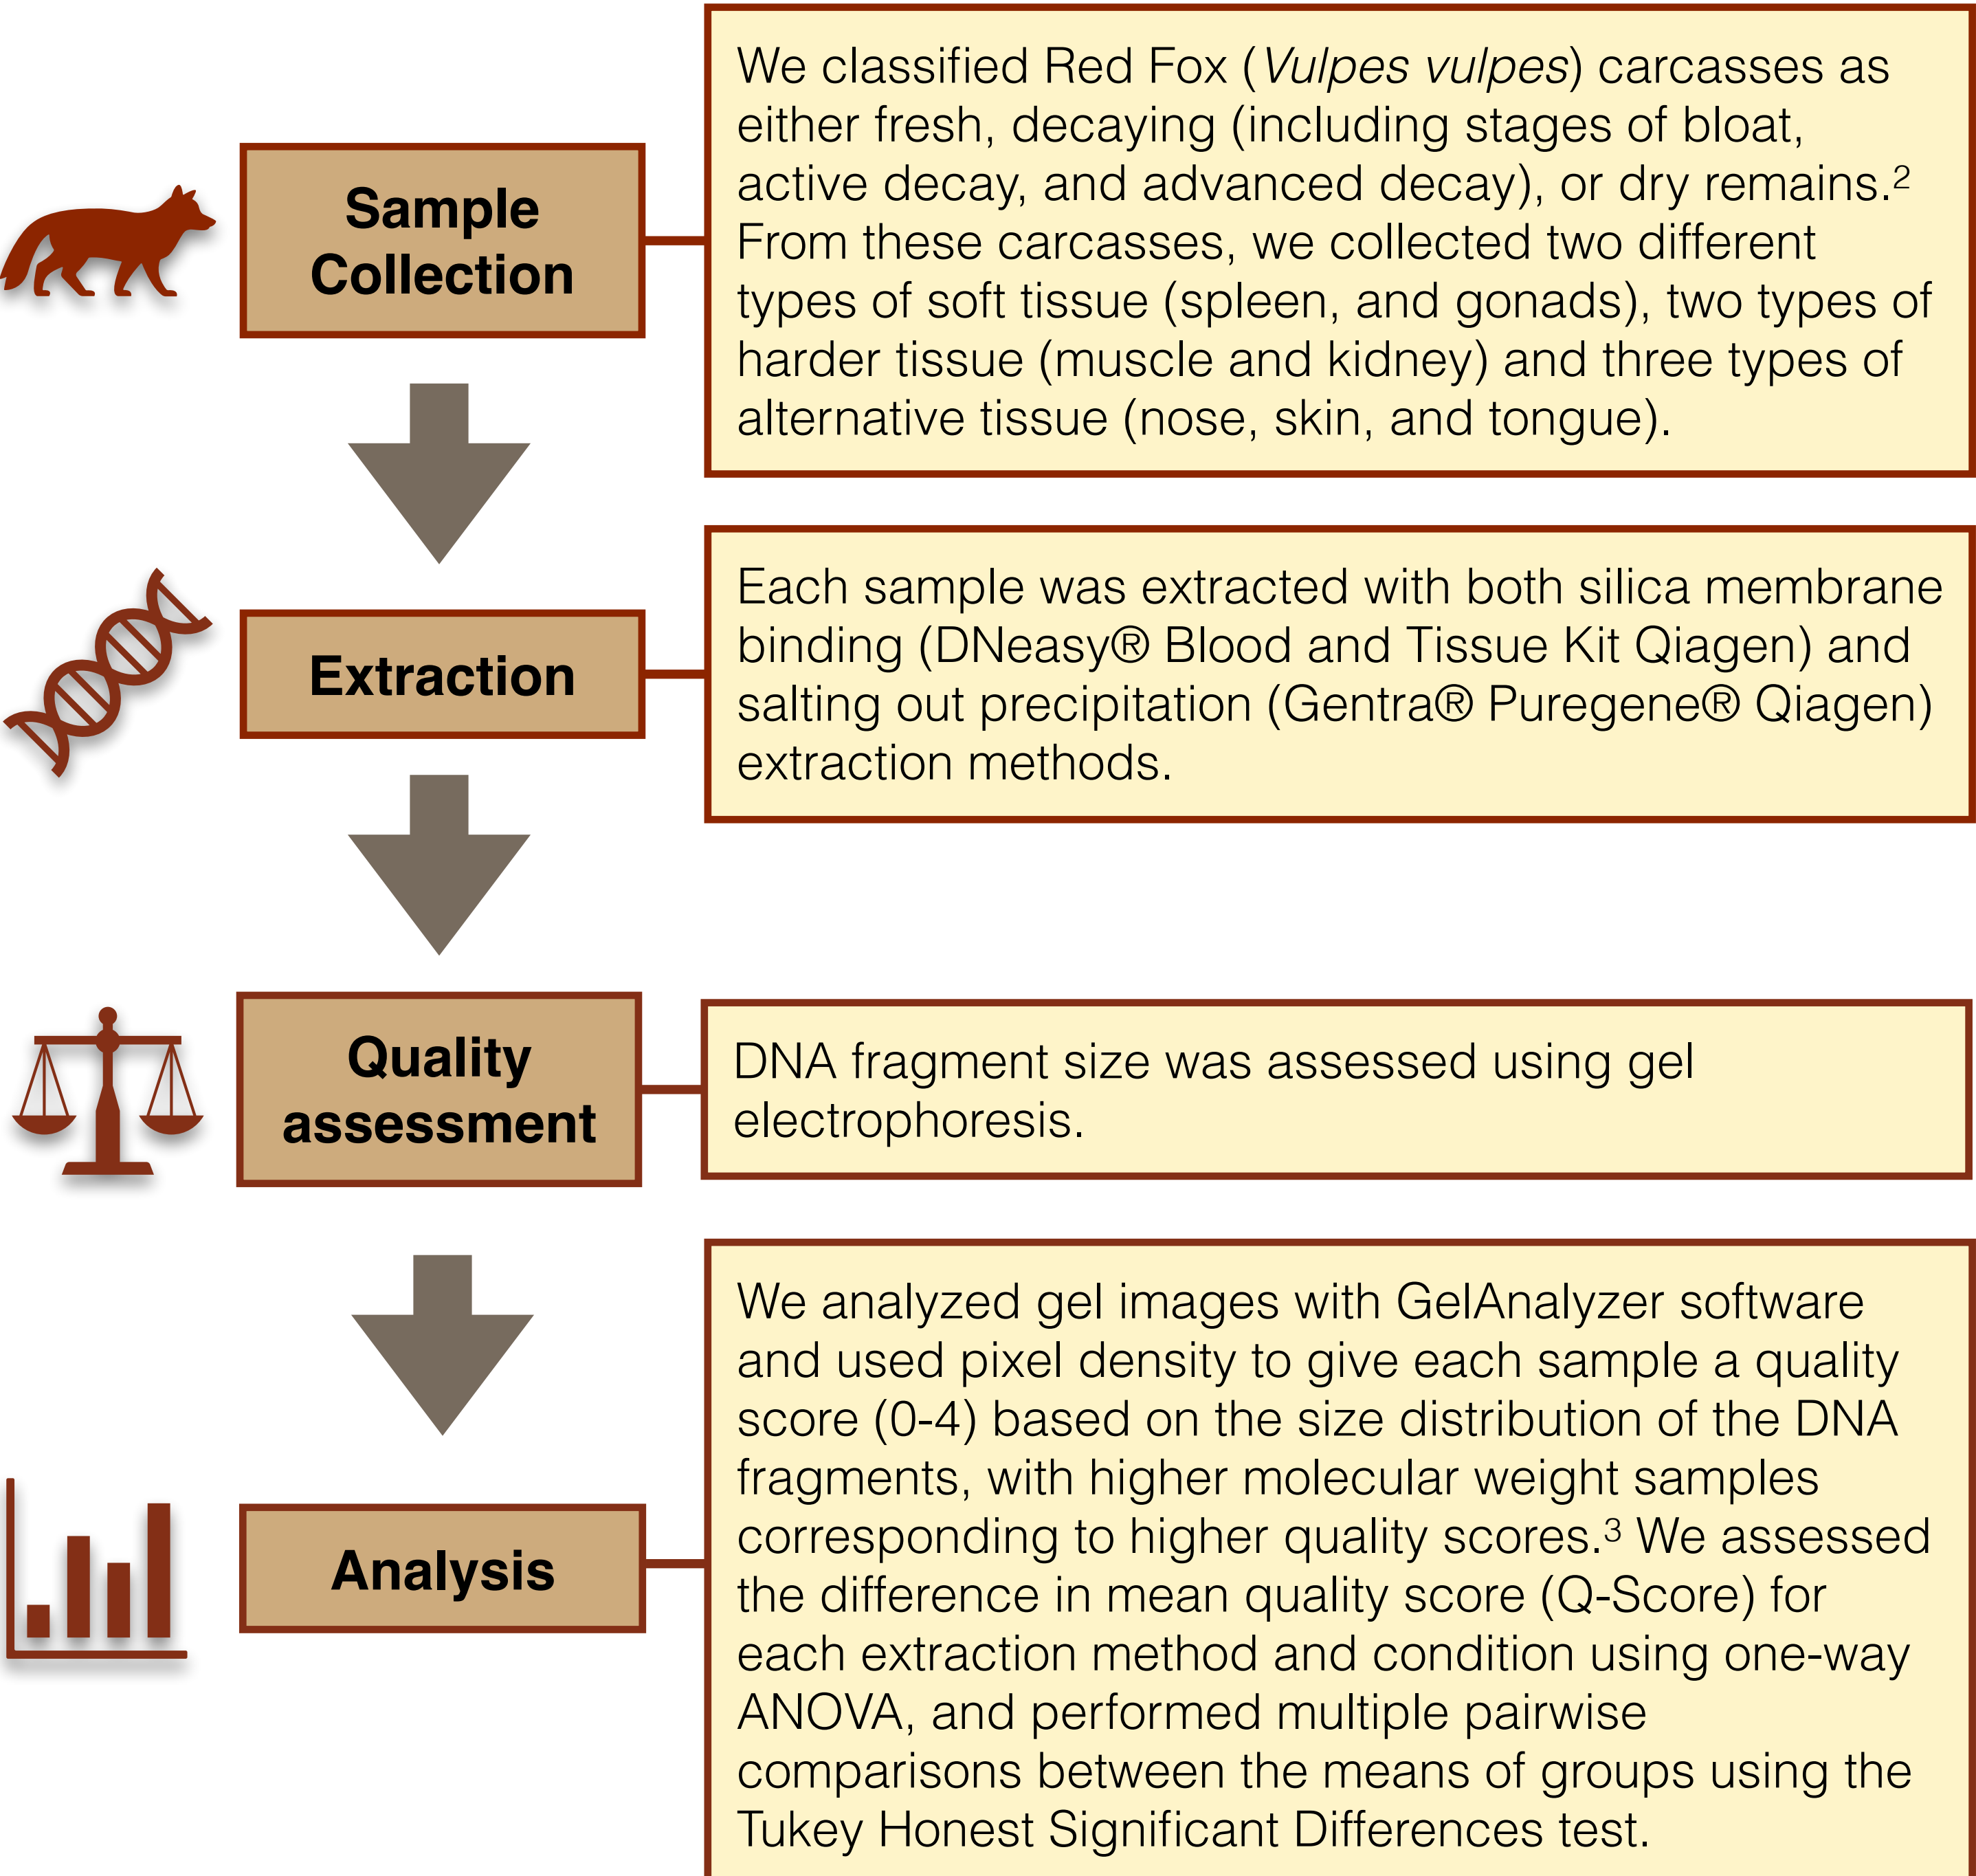 Sample
Collection
We classified Red Fox (Vulpes vulpes) carcasses as
either fresh, decaying (including stages of bloat,
active decay, and advanced decay), or dry remains.²
From these carcasses, we collected two different
types of soft tissue (spleen, and gonads), two types of
harder tissue (muscle and kidney) and three types of
alternative tissue (nose, skin, and tongue).
Extraction
Each sample was extracted with both silica membrane
binding (DNeasy® Blood and Tissue Kit Qiagen) and
salting out precipitation (Gentra® Puregene® Qiagen)
extraction methods.
Quality
assessment
DNA fragment size was assessed using gel
electrophoresis.
Analysis
We analyzed gel images with GelAnalyzer software
and used pixel density to give each sample a quality
score (0-4) based on the size distribution of the DNA
fragments, with higher molecular weight samples
corresponding to higher quality scores.³ We assessed
the difference in mean quality score (Q-Score) for
each extraction method and condition using one-way
ANOVA, and performed multiple pairwise
comparisons between the means of groups using the
Tukey Honest Significant Differences test.